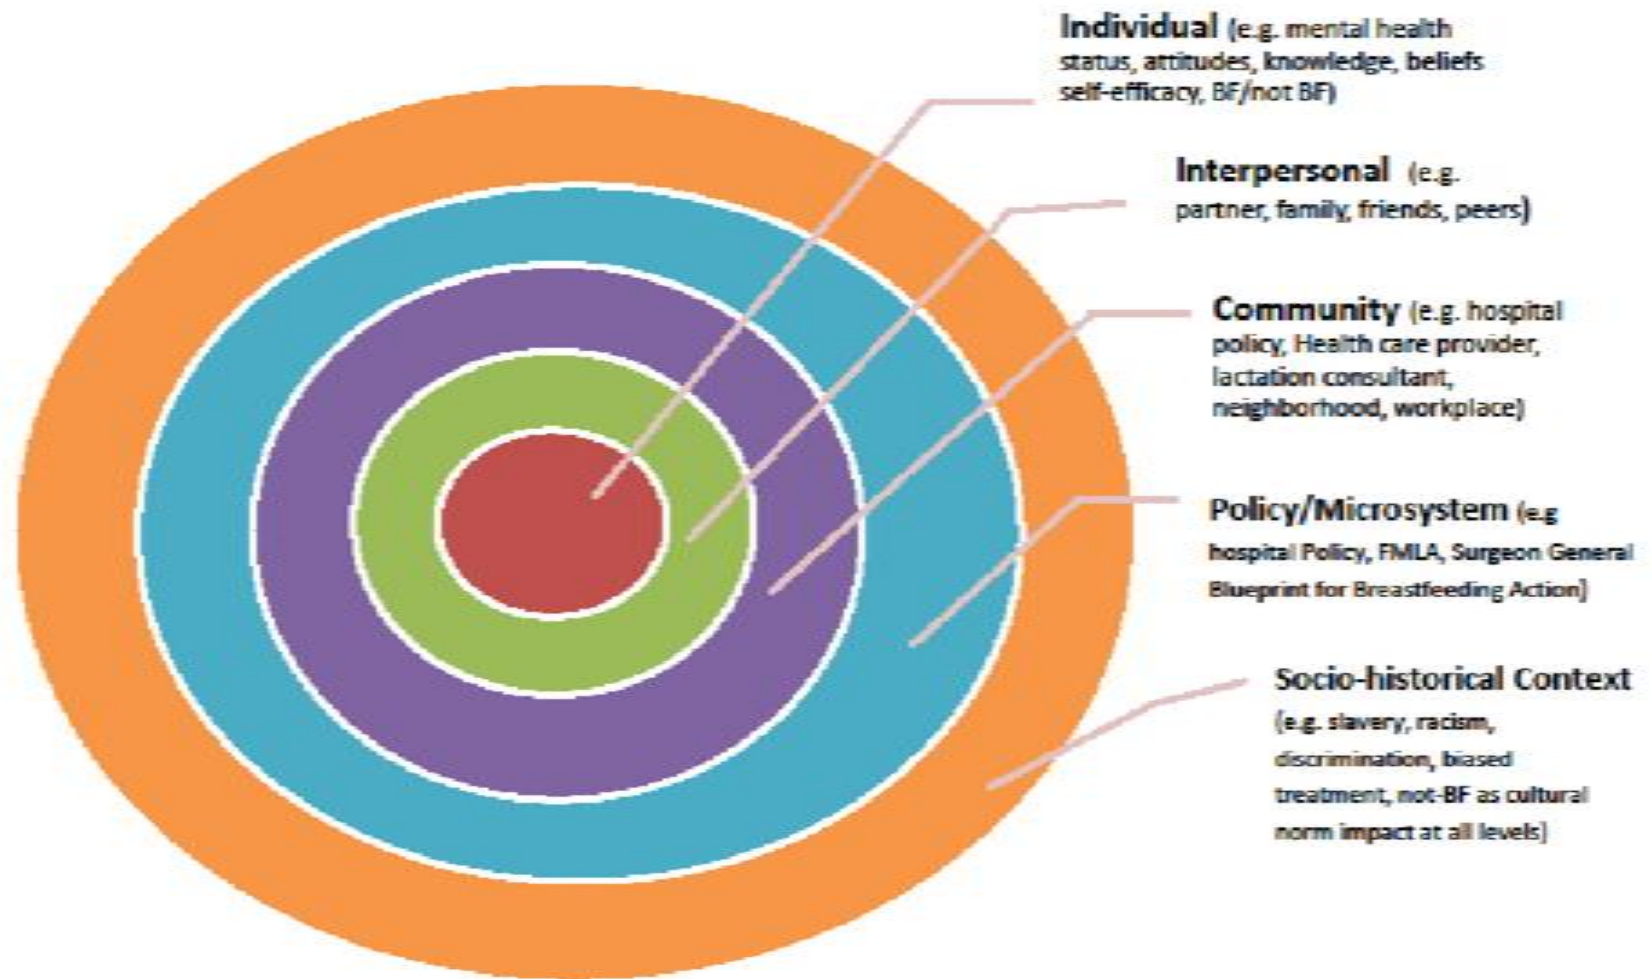 Individual (e.g. mental health
status, attitudes, knowledge, beliefs
self-efficacy, BF/not BF)
Interpersonal (e.g.
partner, family, friends, peers)
Community (e.g. hospital
policy, Health care provider,
lactation consultant,
neighborhood, workplace)
Policy/Microsystem (e.g
hospital Policy, FMLA, Surgeon General
Blueprint for Breastfeeding Action)
Socio-historical Context
(e.g. slavery, racism,
discrimination, biased
treatment, not-BF as cultural
norm impact at all levels)